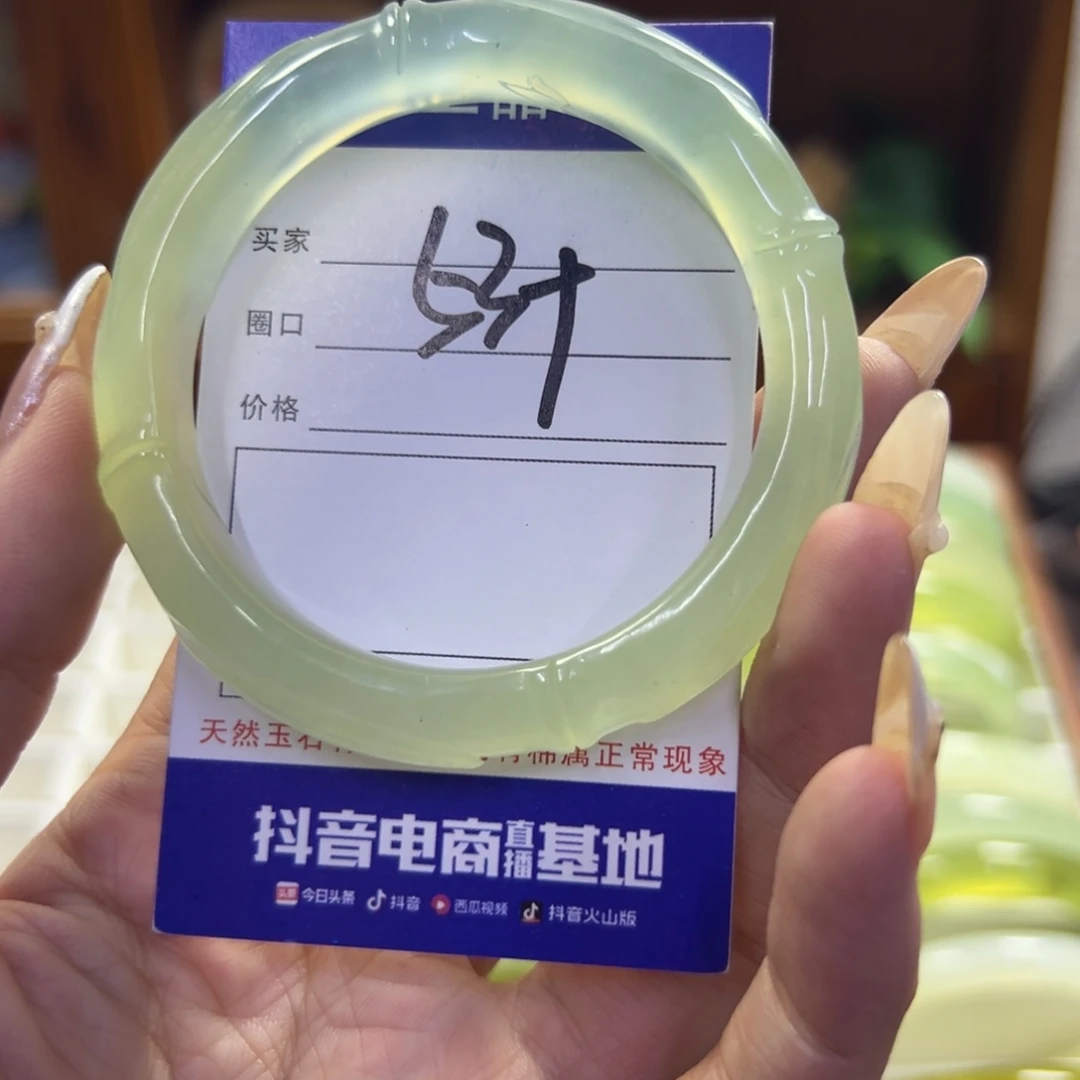 买家
圈口
价格
天然玉石有棉属正常现象
抖音电商直播基地
头条 今日头条 抖音 西瓜视频 抖音火山版